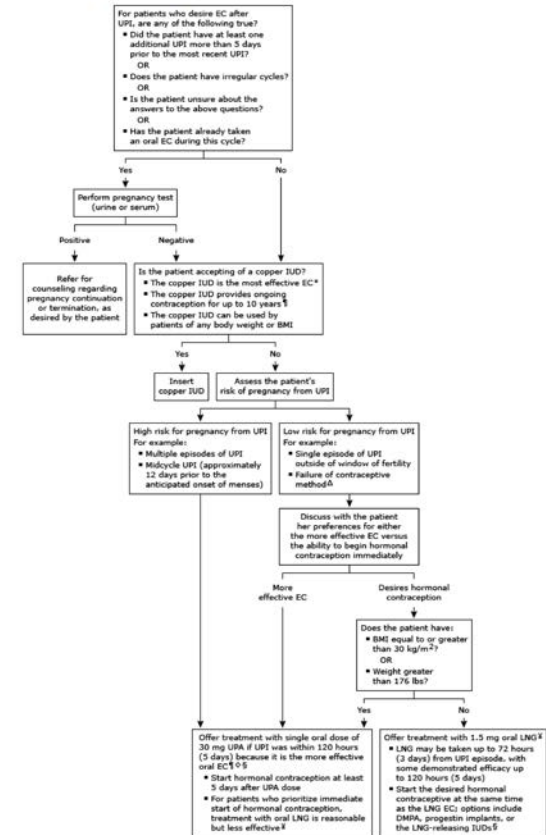 For patients who desire EC after
UPI, are any of the following true?
▪ Did the patient have at least one
additional UPI more than 5 days
prior to the most recent UPI?
OR
▪ Does the patient have irregular cycles?
OR
▪ Is the patient unsure about the
answers to the above questions?
OR
▪ Has the patient already taken
an oral EC during this cycle?
Yes
No
Perform pregnancy test
(urine or serum)
Positive
Negative
Refer for
counseling regarding
pregnancy continuation
or termination, as
desired by the patient
Is the patient accepting of a copper IUD?
▪ The copper IUD is the most effective EC*
▪ The copper IUD provides ongoing
contraception for up to 10 years¶
▪ The copper IUD can be used by
patients of any body weight or BMI
Yes
No
Insert
copper IUD
Assess the patient's
risk of pregnancy from UPI
High risk for pregnancy from UPI
For example:
▪ Multiple episodes of UPI
▪ Midcycle UPI (approximately
12 days prior to the
anticipated onset of menses)
Low risk for pregnancy from UPI
For example:
▪ Single episode of UPI
outside of window of fertility
▪ Failure of contraceptive
methodΔ
Discuss with the patient
her preferences for either
the more effective EC versus
the ability to begin hormonal
contraception immediately
More
effective EC
Desires hormonal
contraception
Does the patient have:
▪ BMI equal to or greater
than 30 kg/m²?
OR
▪ Weight greater
than 176 lbs?
Yes
No
Offer treatment with single oral dose of
30 mg UPA if UPI was within 120 hours
(5 days) because it is the more effective
oral EC¶◊§
▪ Start hormonal contraception at least
5 days after UPA dose
▪ For patients who prioritize immediate
start of hormonal contraception,
treatment with oral LNG is reasonable
but less effective¥
Offer treatment with 1.5 mg oral LNG¥
▪ LNG may be taken up to 72 hours
(3 days) from UPI episode, with
some demonstrated efficacy up
to 120 hours (5 days)
▪ Start the desired hormonal
contraceptive at the same time
as the LNG EC; options include
DMPA, progestin implants, or
the LNG-releasing IUDs§